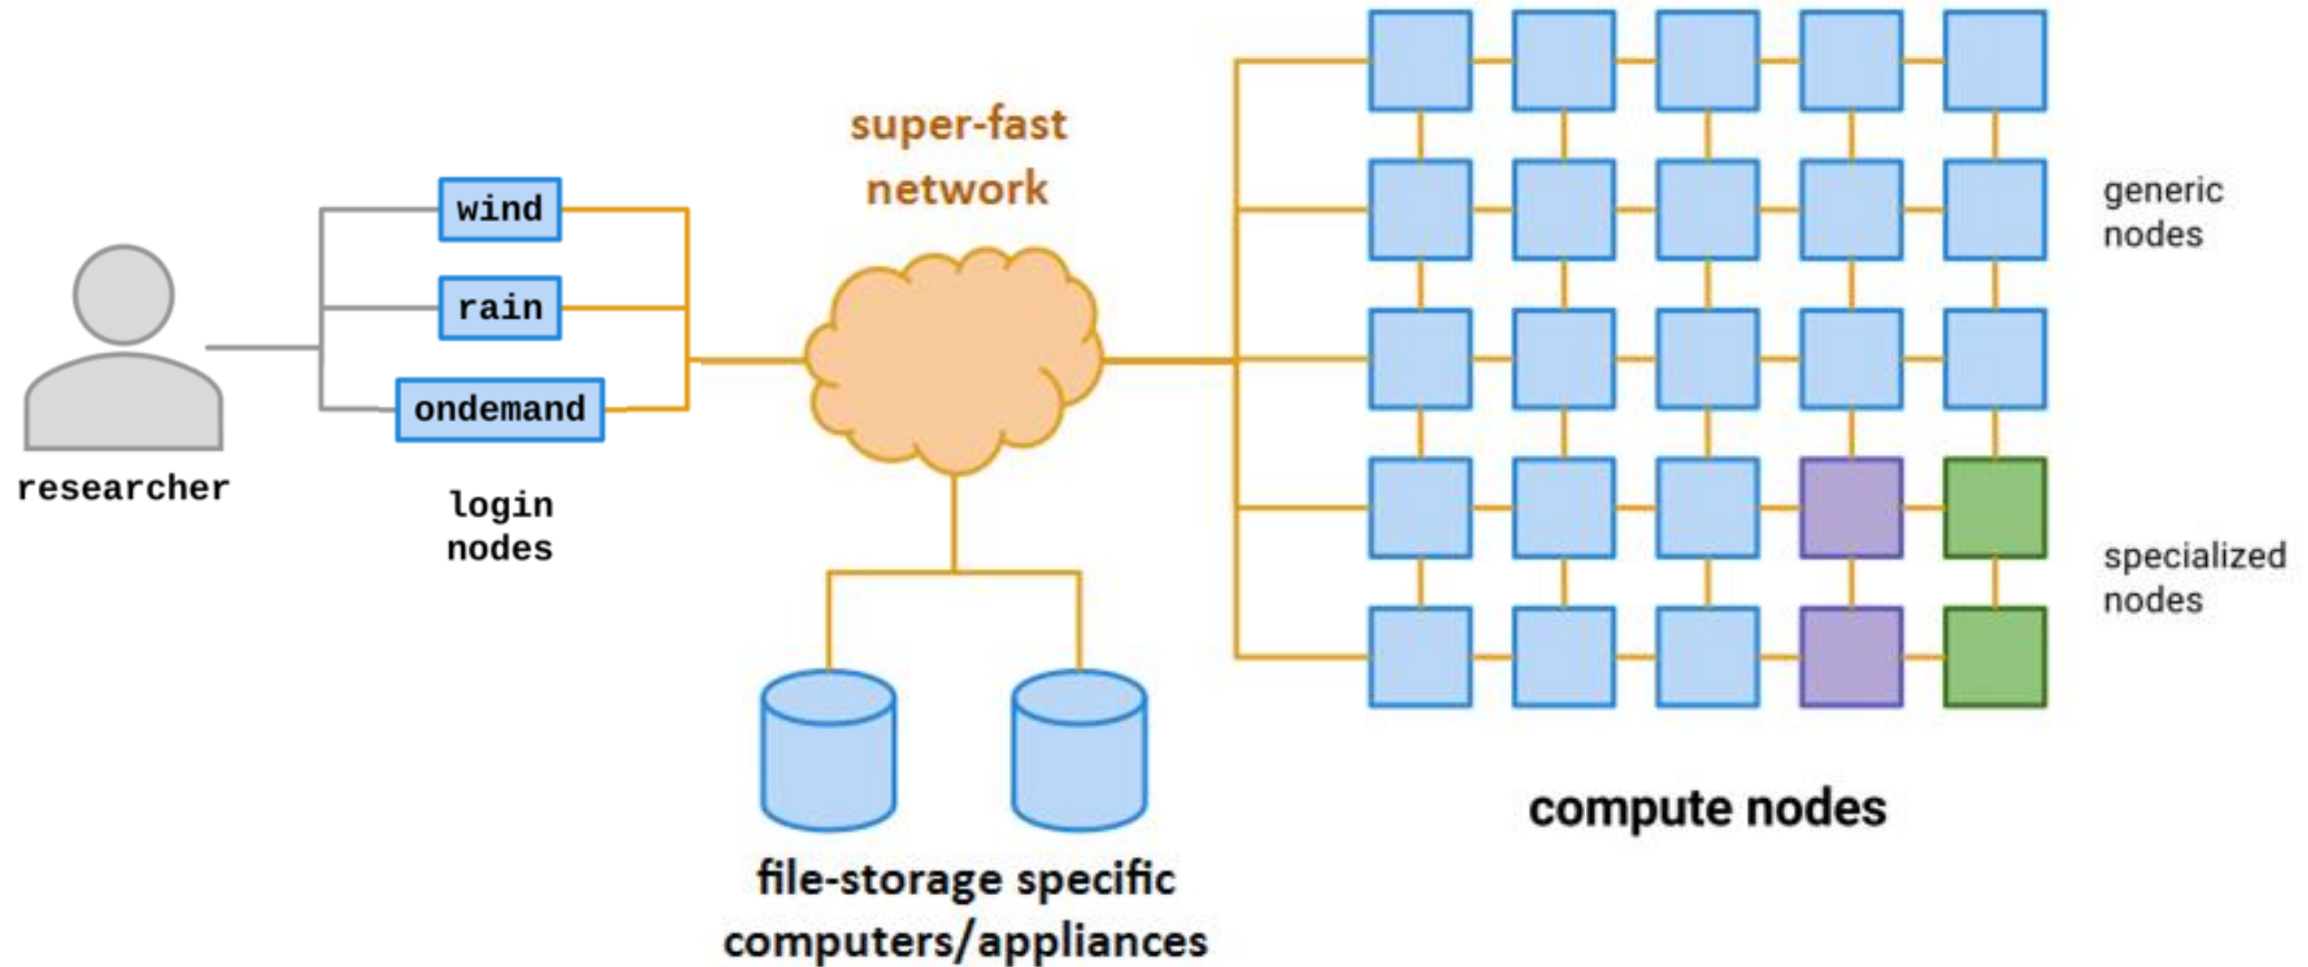 super-fast
network
wind
rain
ondemand
researcher
login
nodes
generic
nodes
specialized
nodes
compute nodes
file-storage specific
computers/appliances